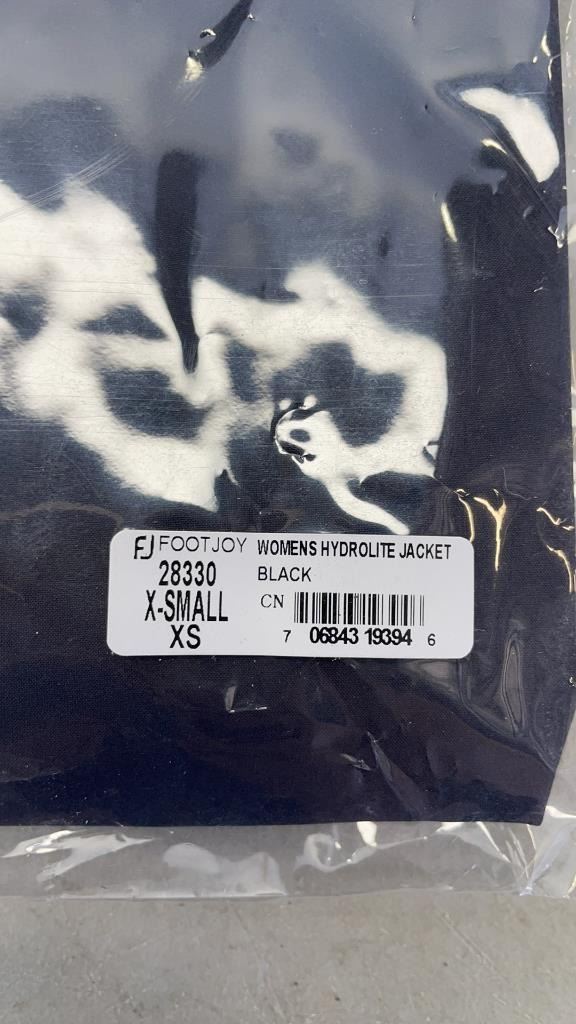 FJ FOOTJOY WOMENS HYDROLITE JACKET
28330 BLACK
X-SMALL CN
XS 7 06843 19394 6